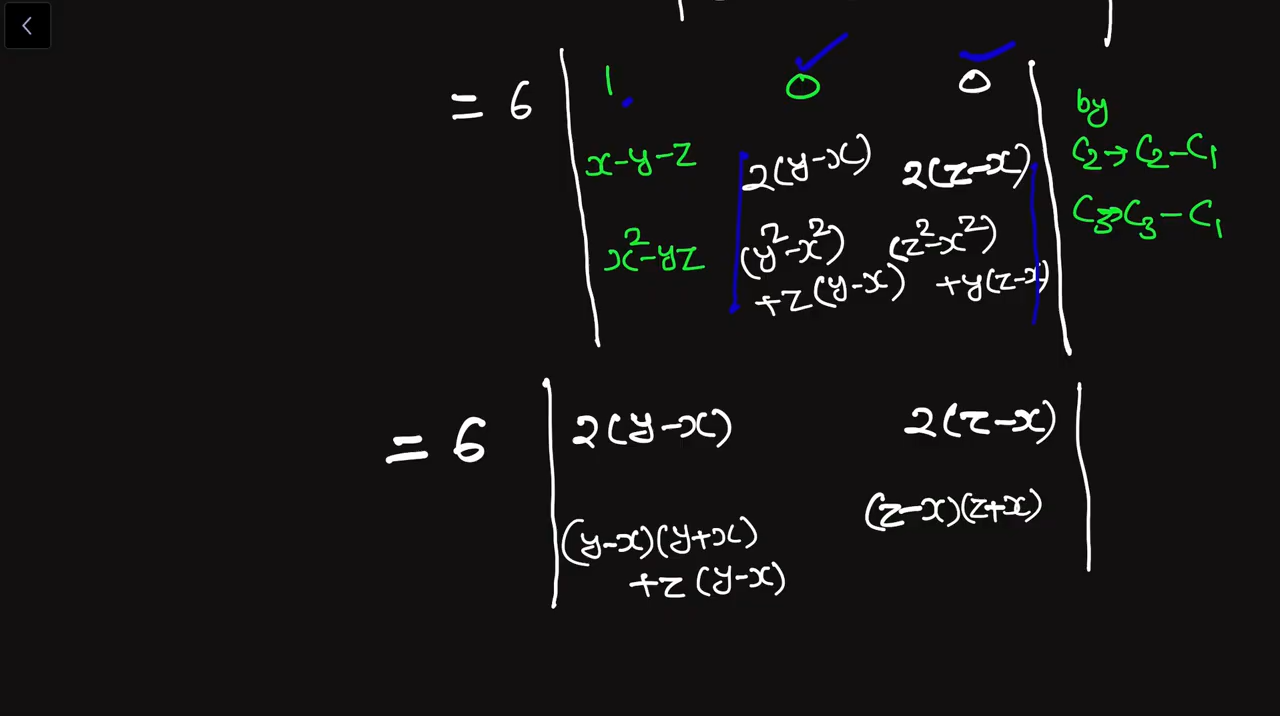 = 6 | 1 0 0 | by
x-y-z 2(y-x) 2(z-x) C₂→C₂-C₁
x²-yz (y²-x²) (z²-x²) C₃→C₃-C₁
+z(y-x) +y(z-x)
= 6 | 2(y-x) 2(z-x) |
(y-x)(y+x) (z-x)(z+x)
+z(y-x)